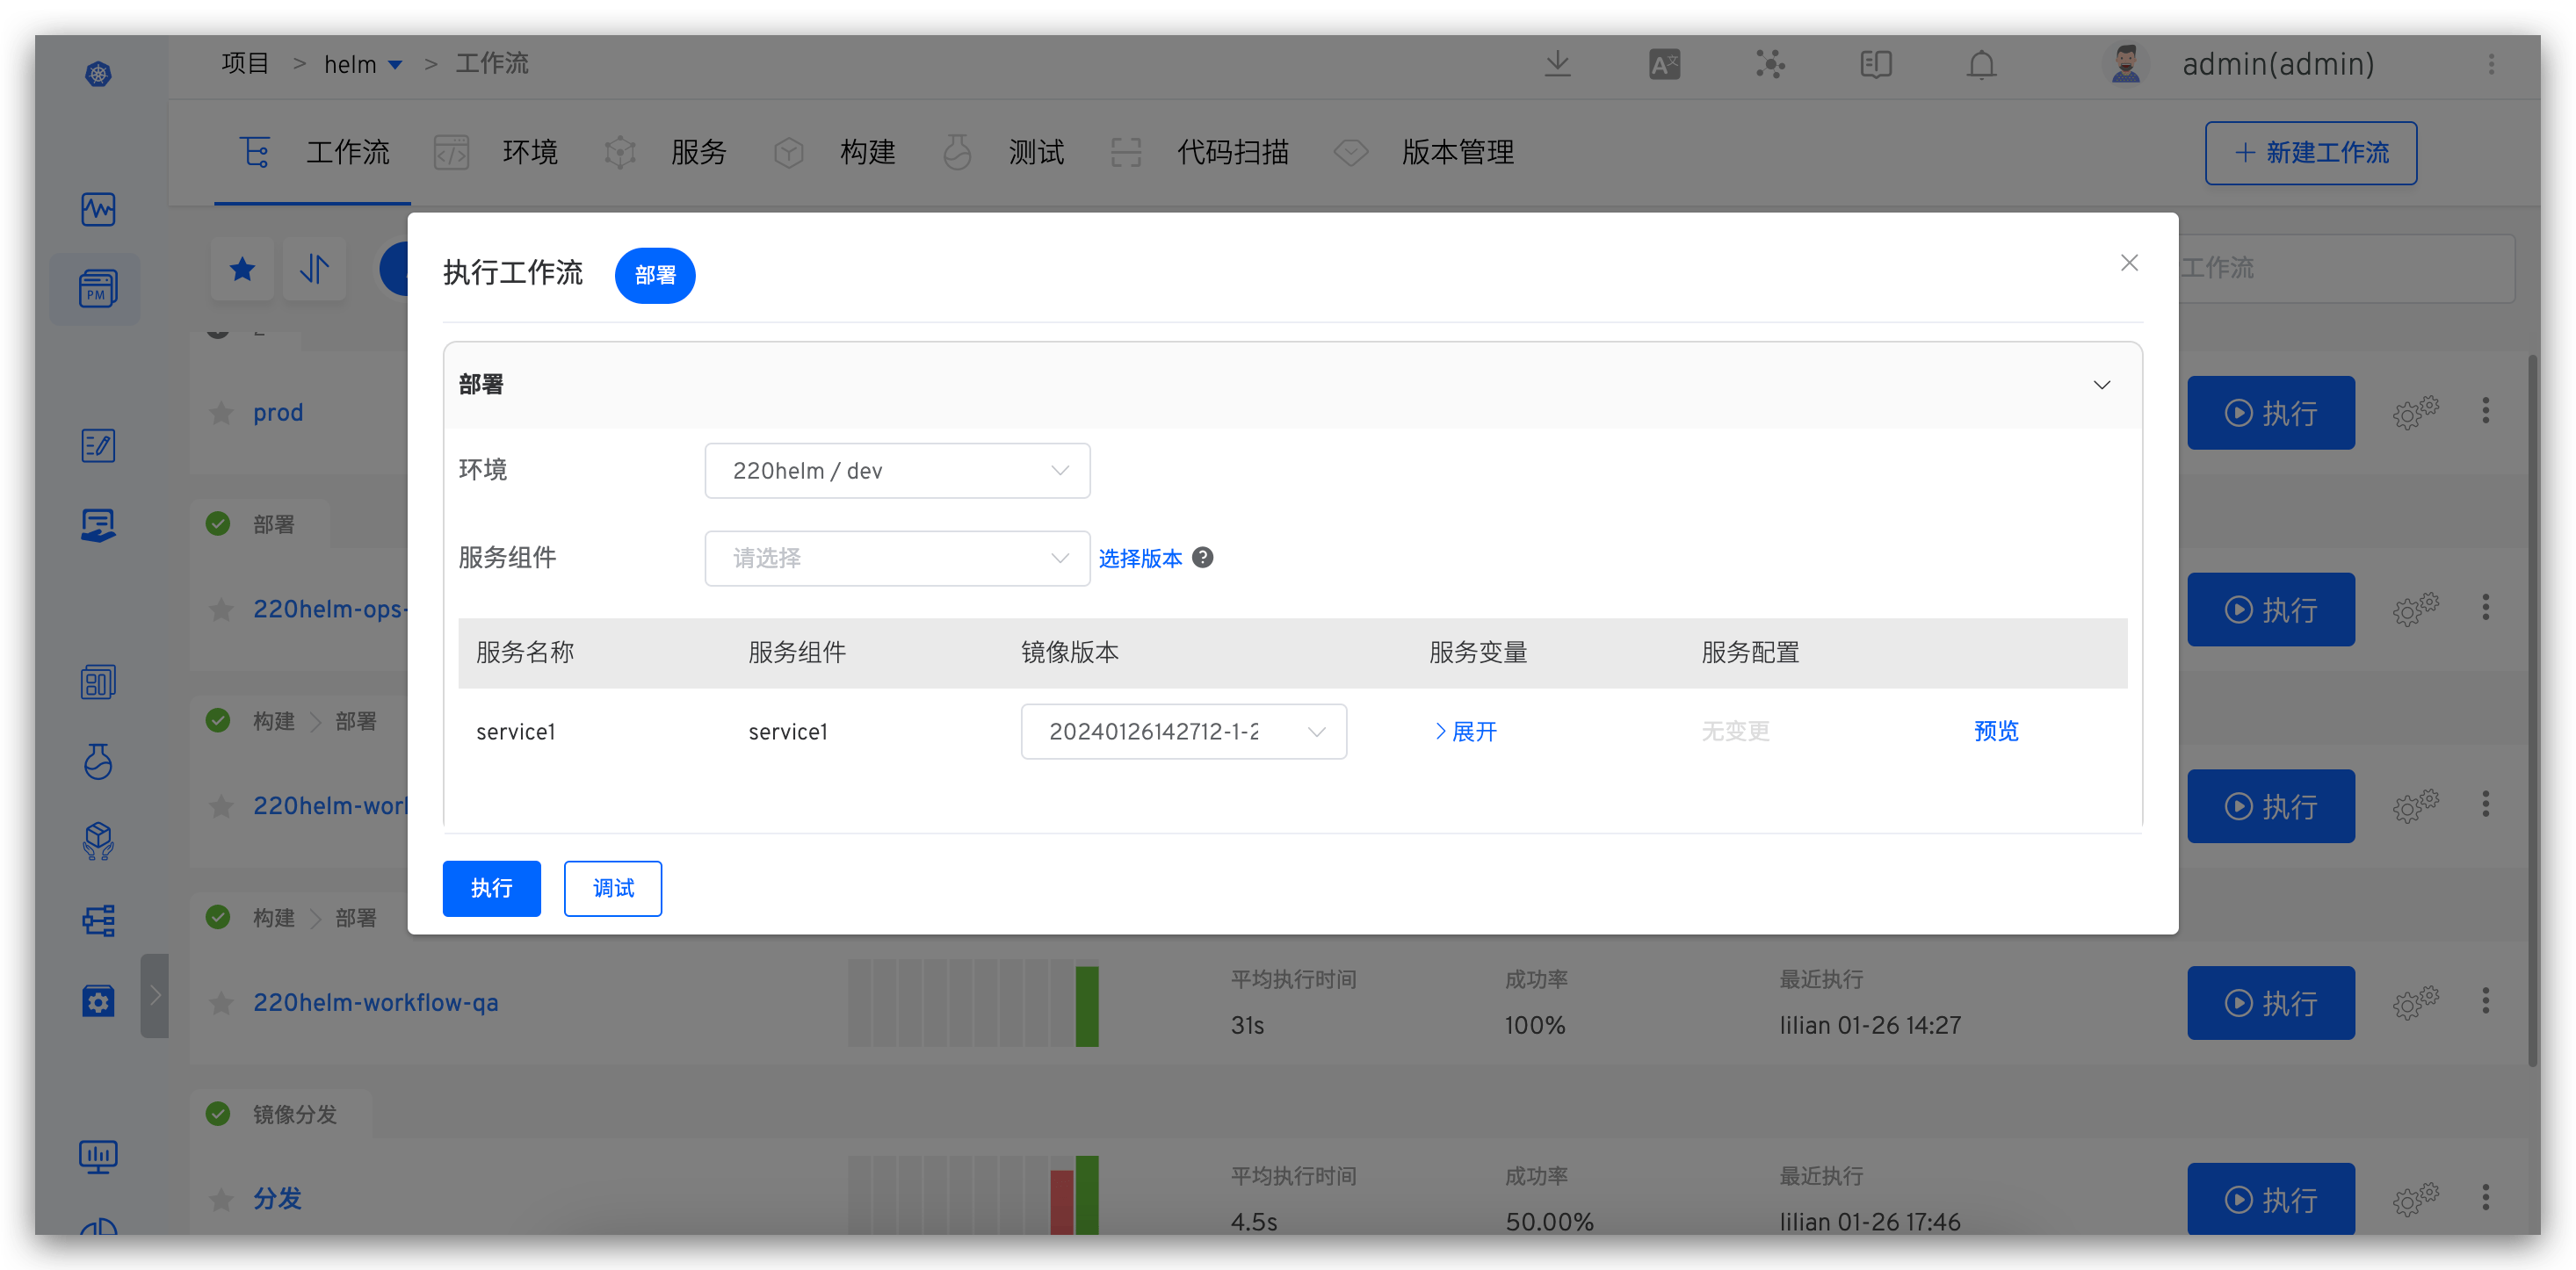 项目 > helm > 工作流
admin(admin)
工作流 环境 服务 构建 测试 代码扫描 版本管理
+ 新建工作流
工作流
PM
执行工作流 部署
部署
环境 220helm / dev
服务组件 请选择 选择版本
服务名称 服务组件 镜像版本 服务变量 服务配置
service1 service1 20240126142712-1-2 展开 无变更 预览
执行 调试
prod 执行
部署
220helm-ops- 执行
构建 > 部署
220helm-work 执行
构建 > 部署
220helm-workflow-qa
平均执行时间 成功率 最近执行
31s 100% lilian 01-26 14:27
执行
镜像分发
分发
平均执行时间 成功率 最近执行
4.5s 50.00% lilian 01-26 17:46
执行